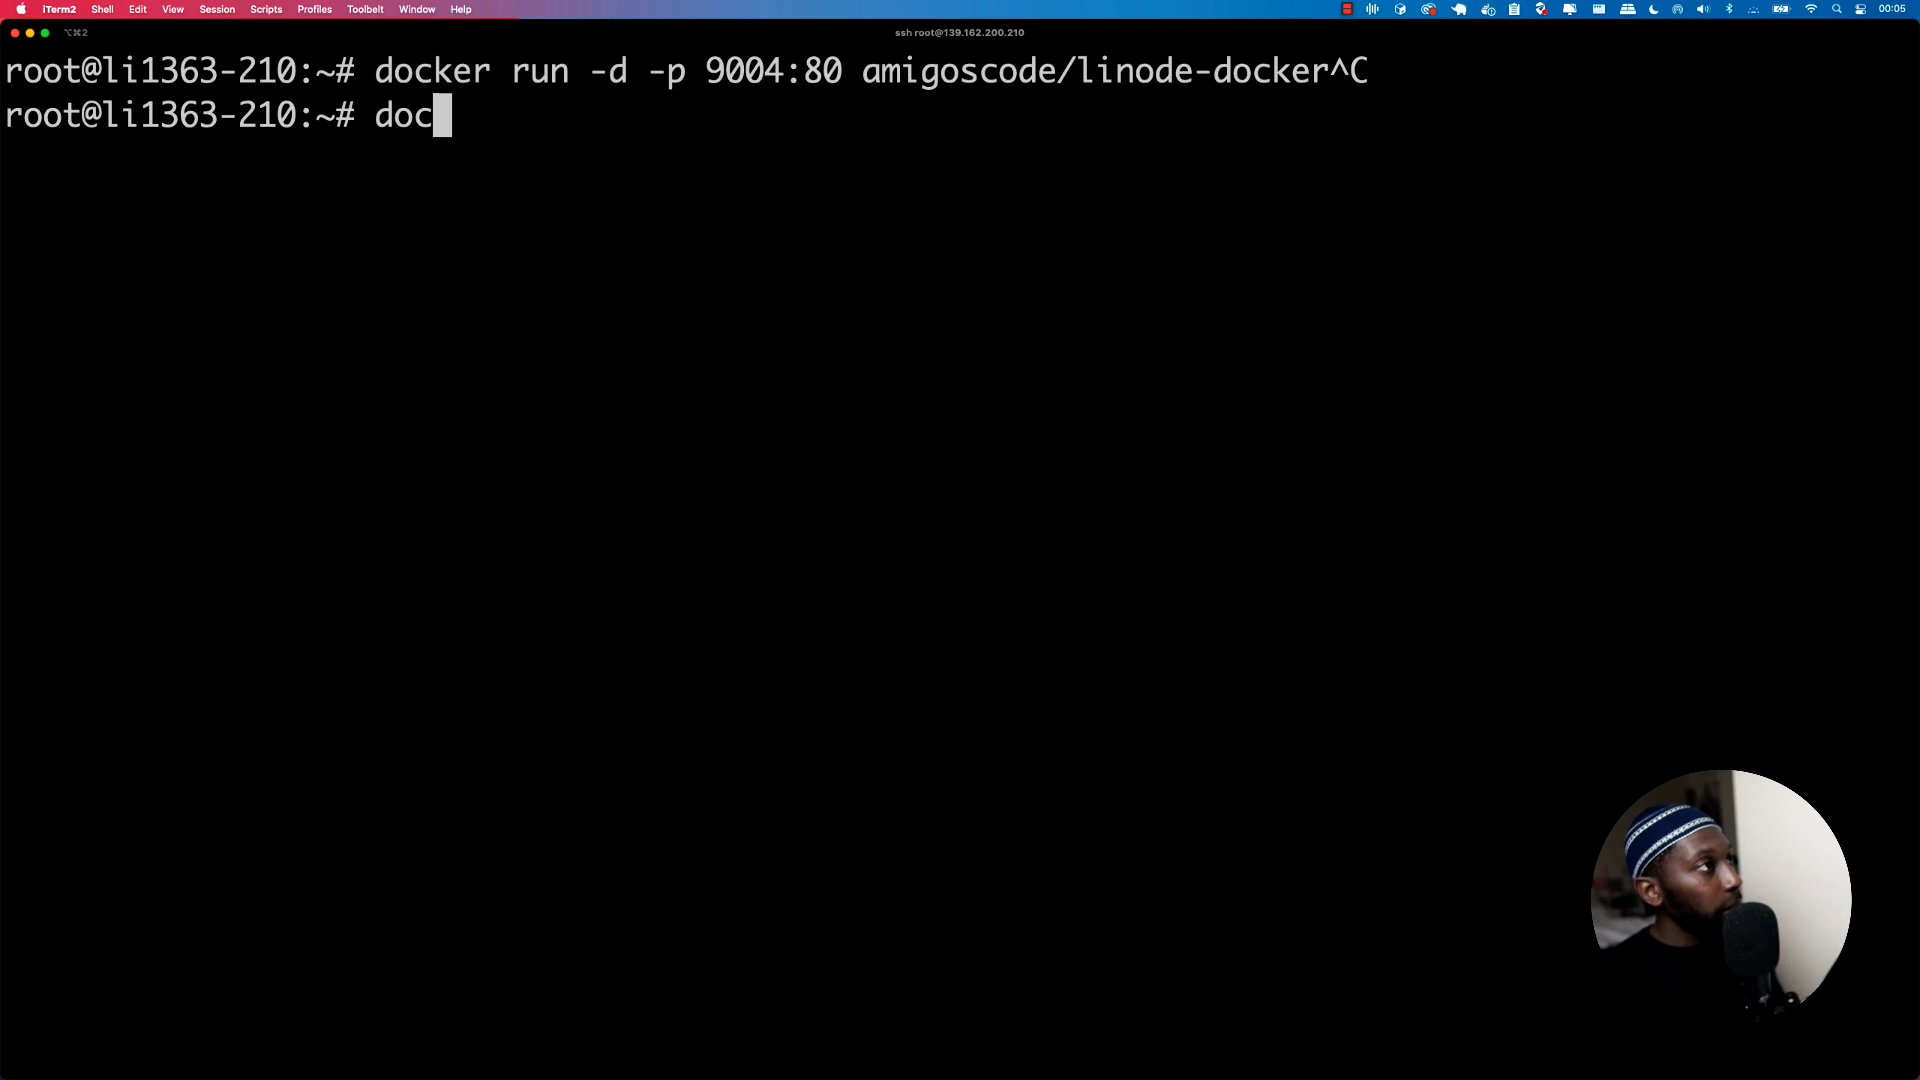 iTerm2 Shell Edit View Session Scripts Profiles Toolbelt Window Help 00:05
⌥⌘2 ssh root@139.162.200.210
root@li1363-210:~# docker run -d -p 9004:80 amigoscode/linode-docker^C
root@li1363-210:~# doc